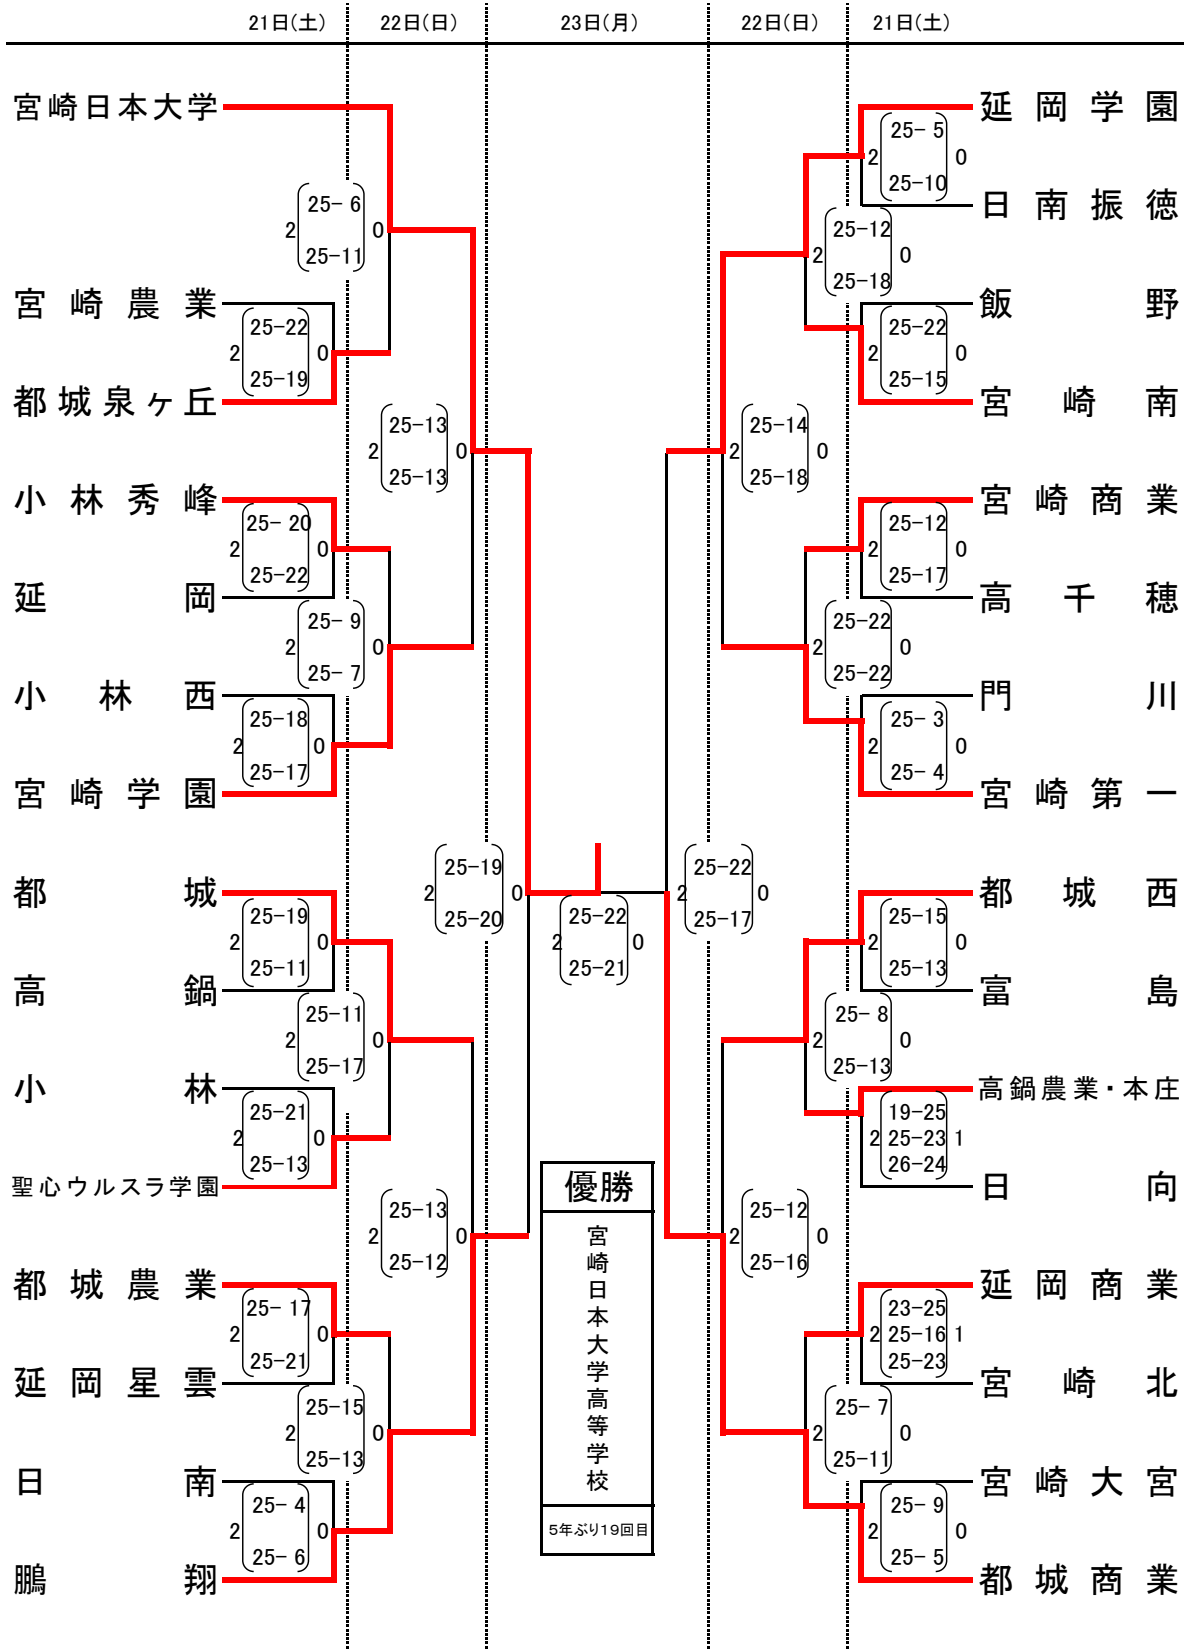 21日(土) 22日(日) 23日(月) 22日(日) 21日(土)
宮崎日本大学
25- 6
2 0
25-11
宮崎農業
25-22
2 0
25-19
都城泉ヶ丘
25-13
2 0
25-13
小林秀峰
25- 20
2 0
25-22
延岡
25- 9
2 0
25- 7
小林西
25-18
2 0
25-17
宮崎学園
25-19
2 0
25-20
都城
25-19
2 0
25-11
高鍋
25-11
2 0
25-17
小林
25-21
2 0
25-13
聖心ウルスラ学園
25-13
2 0
25-12
都城農業
25- 17
2 0
25-21
延岡星雲
25-15
2 0
25-13
日南
25- 4
2 0
25- 6
鵬翔
25-22
2 0
25-21
優勝
宮崎日本大学高等学校
5年ぶり19回目
延岡学園
25- 5
2 0
25-10
日南振徳
25-12
2 0
25-18
飯野
25-22
2 0
25-15
宮崎南
25-14
2 0
25-18
宮崎商業
25-12
2 0
25-17
高千穂
25-22
2 0
25-22
門川
25- 3
2 0
25- 4
宮崎第一
25-22
2 0
25-17
都城西
25-15
2 0
25-13
富島
25- 8
2 0
25-13
高鍋農業・本庄
19-25
2 25-23 1
26-24
日向
25-12
2 0
25-16
延岡商業
23-25
2 25-16 1
25-23
宮崎北
25- 7
2 0
25-11
宮崎大宮
25- 9
2 0
25- 5
都城商業